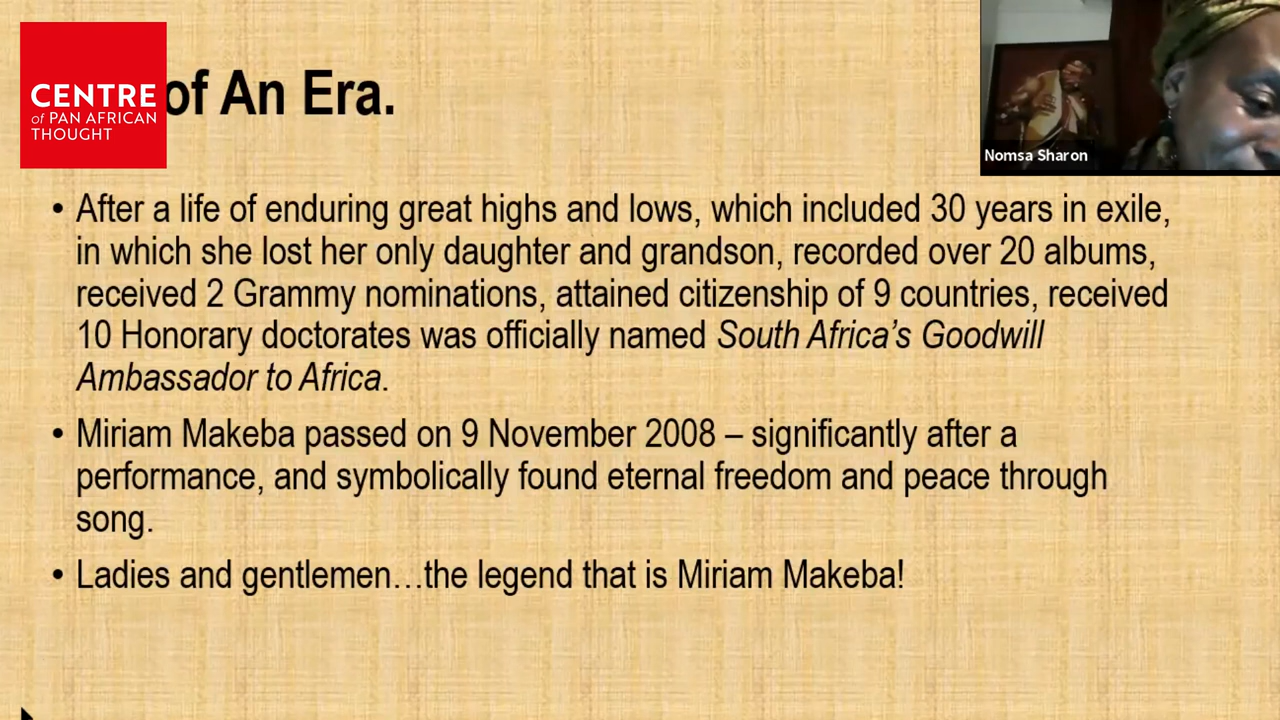 CENTRE
of PAN AFRICAN
THOUGHT
of An Era.
Nomsa Sharon
• After a life of enduring great highs and lows, which included 30 years in exile,
in which she lost her only daughter and grandson, recorded over 20 albums,
received 2 Grammy nominations, attained citizenship of 9 countries, received
10 Honorary doctorates was officially named South Africa’s Goodwill
Ambassador to Africa.
• Miriam Makeba passed on 9 November 2008 – significantly after a
performance, and symbolically found eternal freedom and peace through
song.
• Ladies and gentlemen…the legend that is Miriam Makeba!